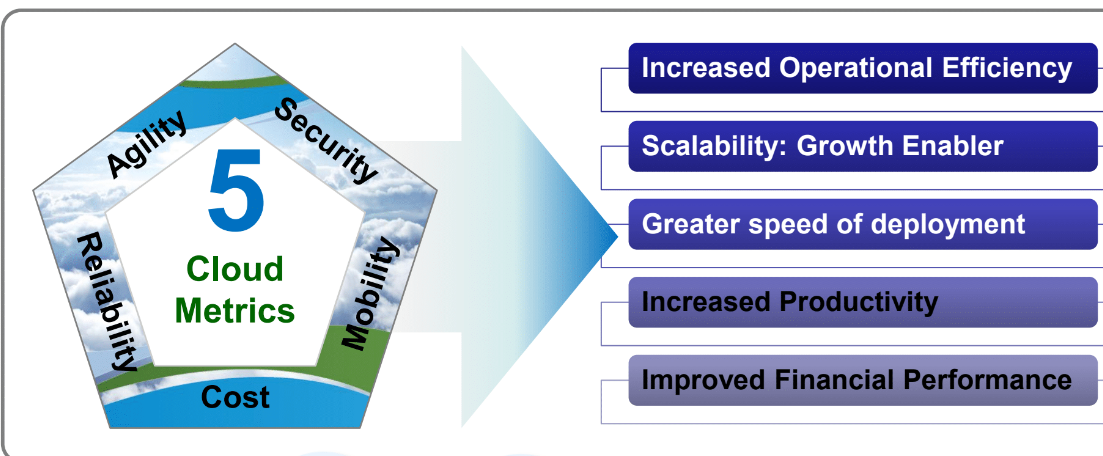 Agility
Security
5
Cloud
Metrics
Reliability
Mobility
Cost
Increased Operational Efficiency
Scalability: Growth Enabler
Greater speed of deployment
Increased Productivity
Improved Financial Performance